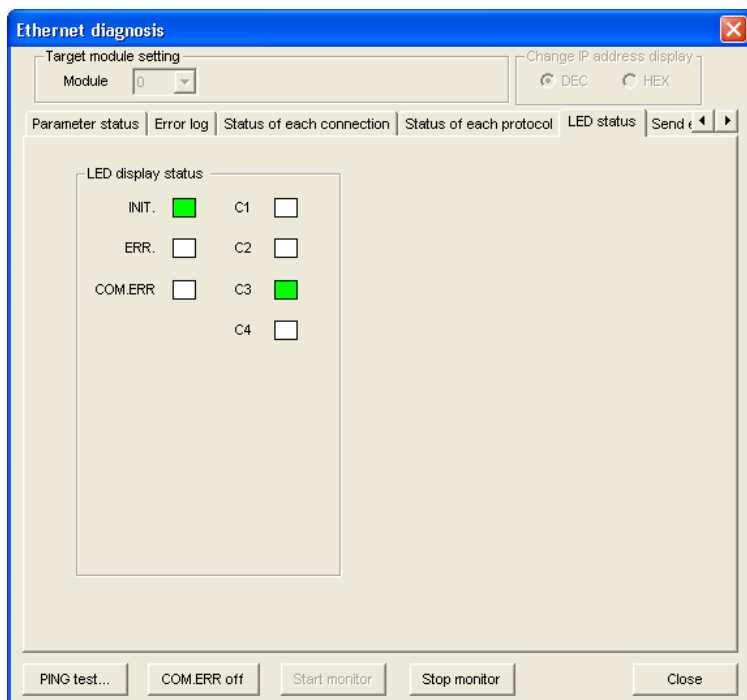 Ethernet diagnosis
Target module setting
Change IP address display
Module 0
DEC HEX
Parameter status Error log Status of each connection Status of each protocol LED status Send e
LED display status
INIT. C1
ERR. C2
COM.ERR C3
C4
PING test... COM.ERR off Start monitor Stop monitor Close